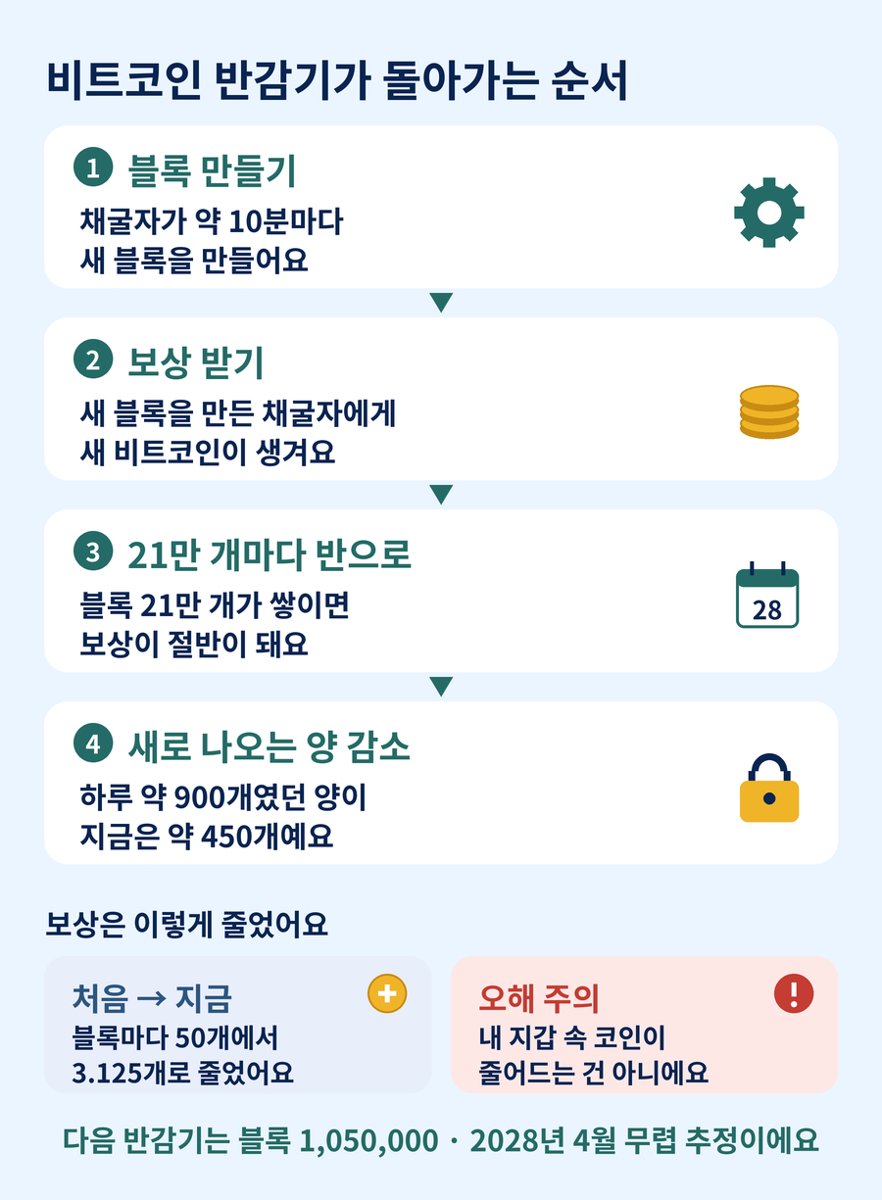 비트코인 반감기가 돌아가는 순서
1 블록 만들기
채굴자가 약 10분마다
새 블록을 만들어요
2 보상 받기
새 블록을 만든 채굴자에게
새 비트코인이 생겨요
3 21만 개마다 반으로
블록 21만 개가 쌓이면
보상이 절반이 돼요
28
4 새로 나오는 양 감소
하루 약 900개였던 양이
지금은 약 450개예요
보상은 이렇게 줄었어요
처음 → 지금
블록마다 50개에서
3.125개로 줄었어요
오해 주의
내 지갑 속 코인이
줄어드는 건 아니에요
다음 반감기는 블록 1,050,000 · 2028년 4월 무렵 추정이에요